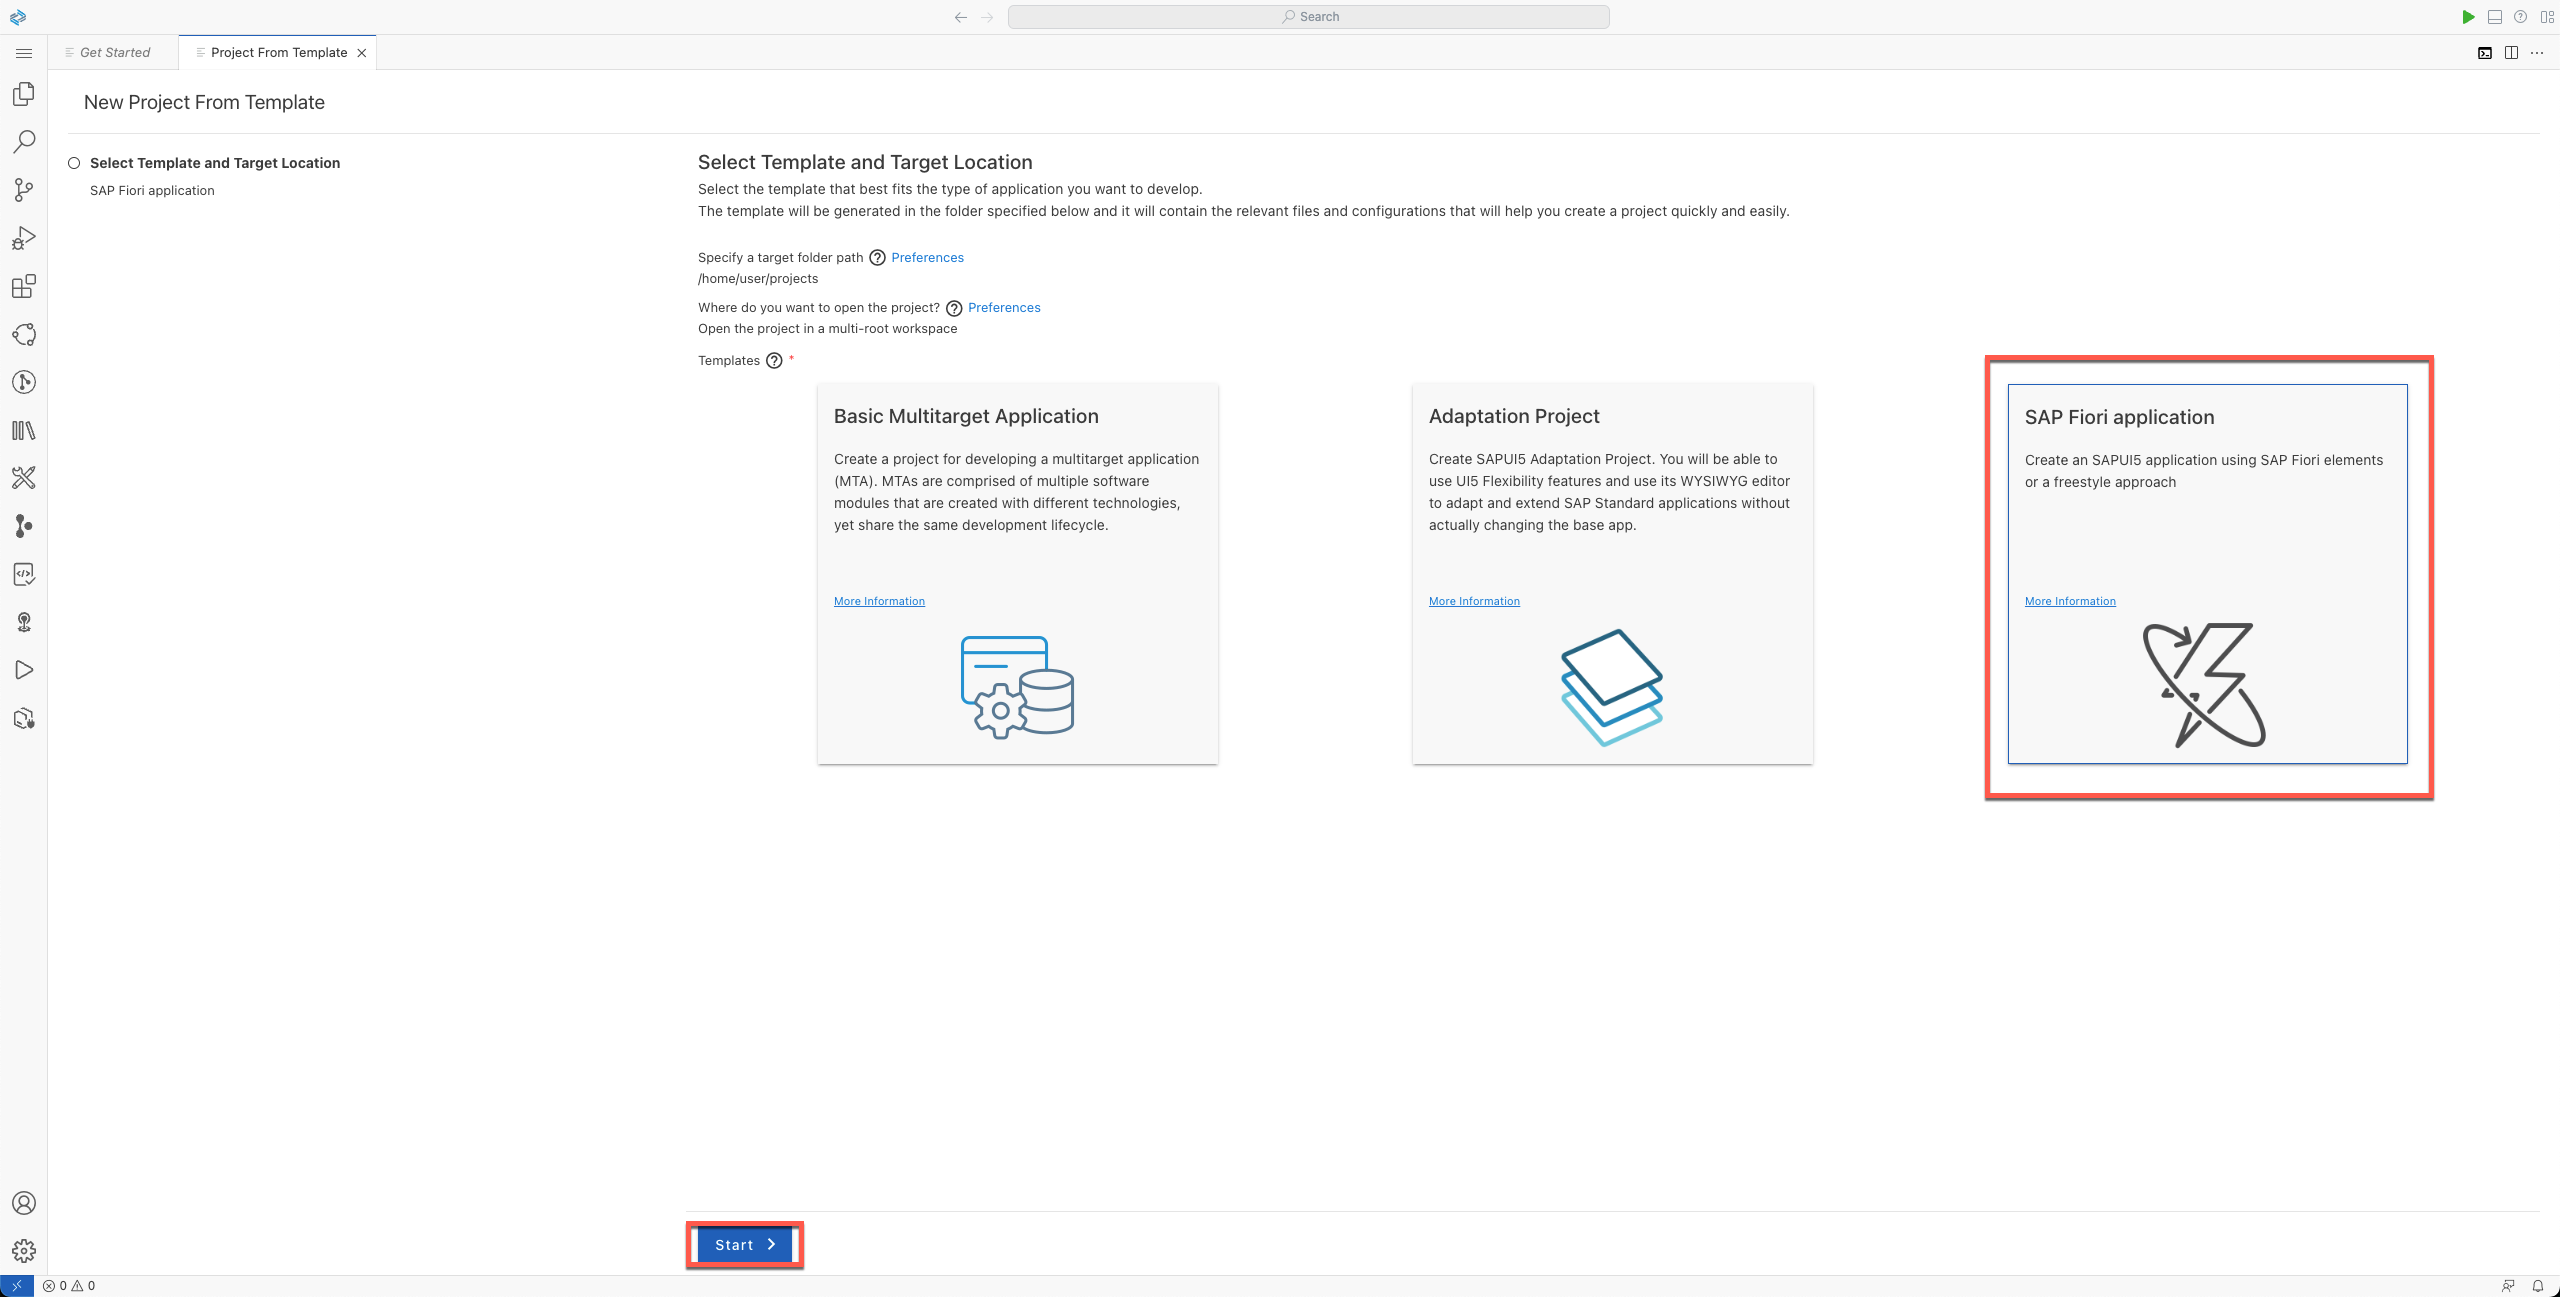 Search
Get Started
Project From Template
New Project From Template
Select Template and Target Location
SAP Fiori application
Select Template and Target Location
Select the template that best fits the type of application you want to develop.
The template will be generated in the folder specified below and it will contain the relevant files and configurations that will help you create a project quickly and easily.
Specify a target folder path ? Preferences
/home/user/projects
Where do you want to open the project? ? Preferences
Open the project in a multi-root workspace
Templates ? *
Basic Multitarget Application
Create a project for developing a multitarget application
(MTA). MTAs are comprised of multiple software
modules that are created with different technologies,
yet share the same development lifecycle.
More Information
Adaptation Project
Create SAPUI5 Adaptation Project. You will be able to
use UI5 Flexibility features and use its WYSIWYG editor
to adapt and extend SAP Standard applications without
actually changing the base app.
More Information
SAP Fiori application
Create an SAPUI5 application using SAP Fiori elements
or a freestyle approach
More Information
Start
0 0